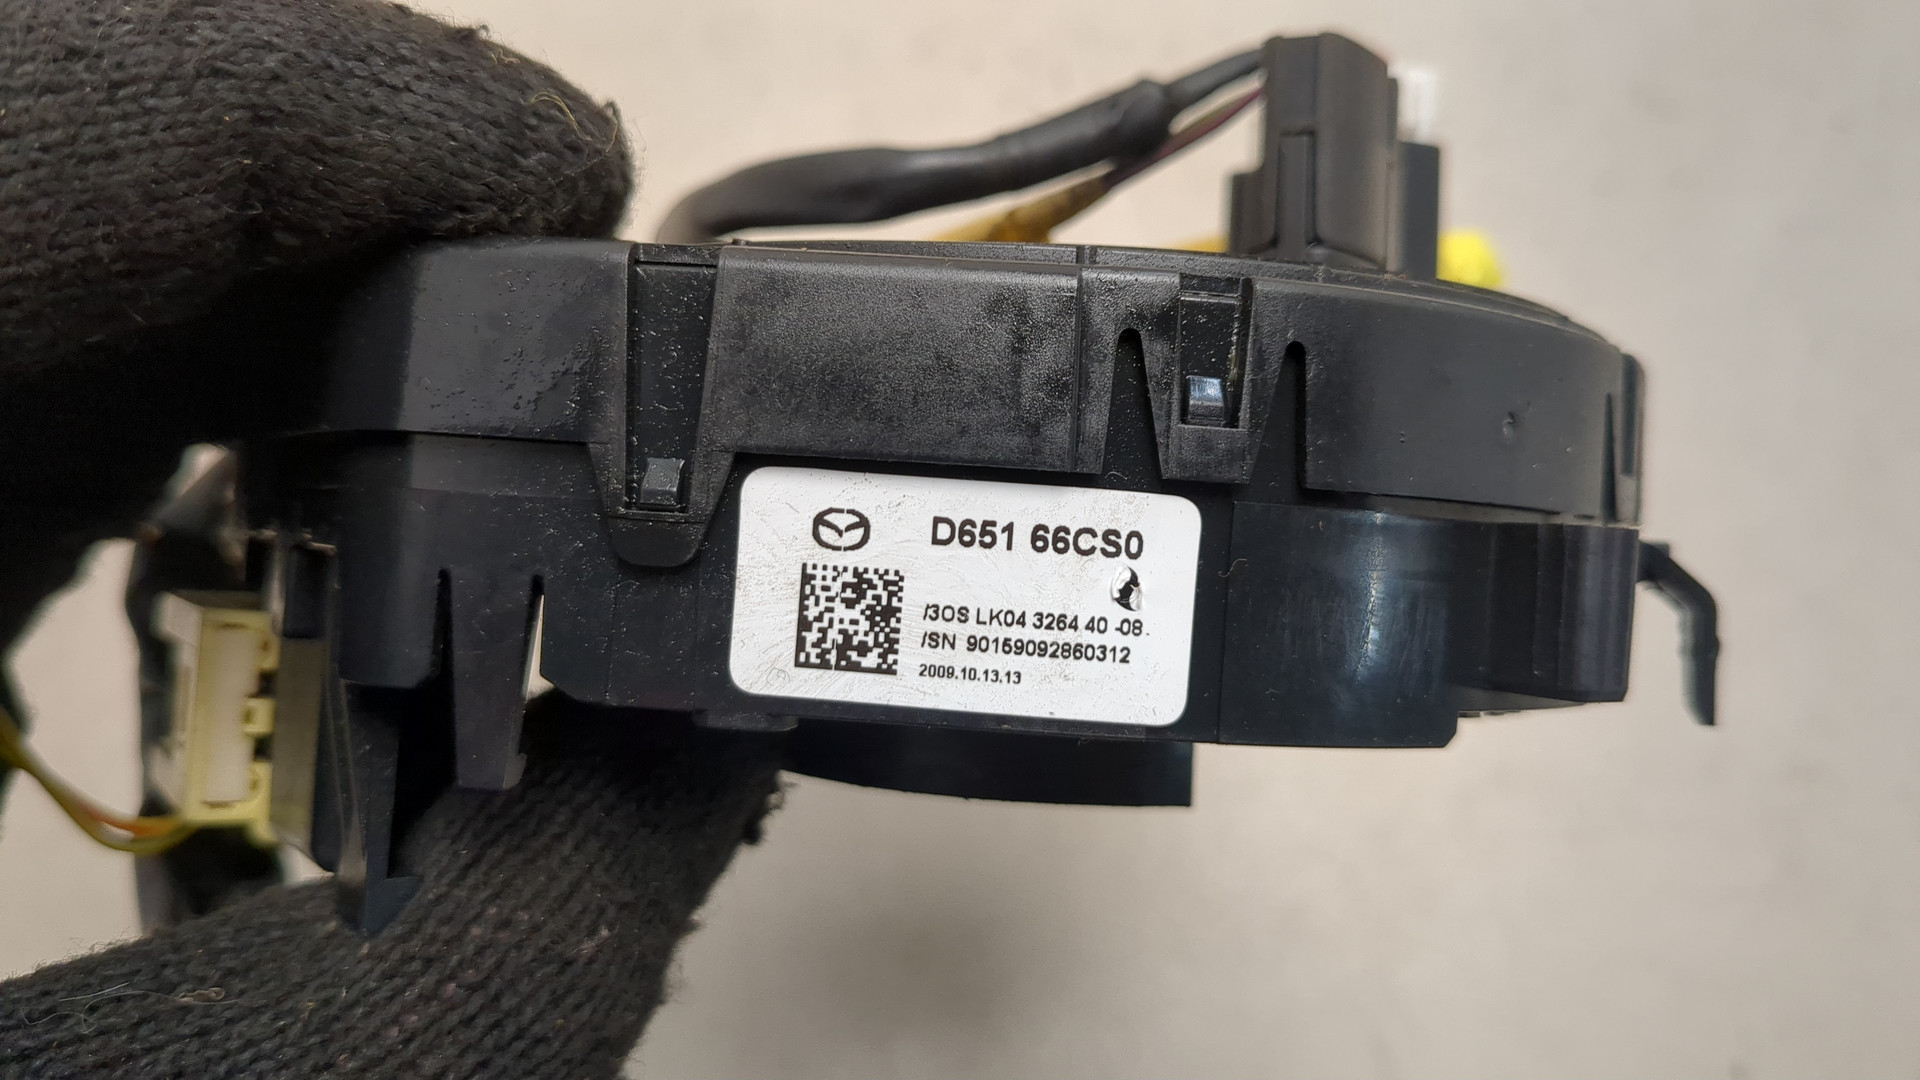 D651 66CS0
/3OS LK04 3264 40 -08.
/SN 90159092860312
2009.10.13.13